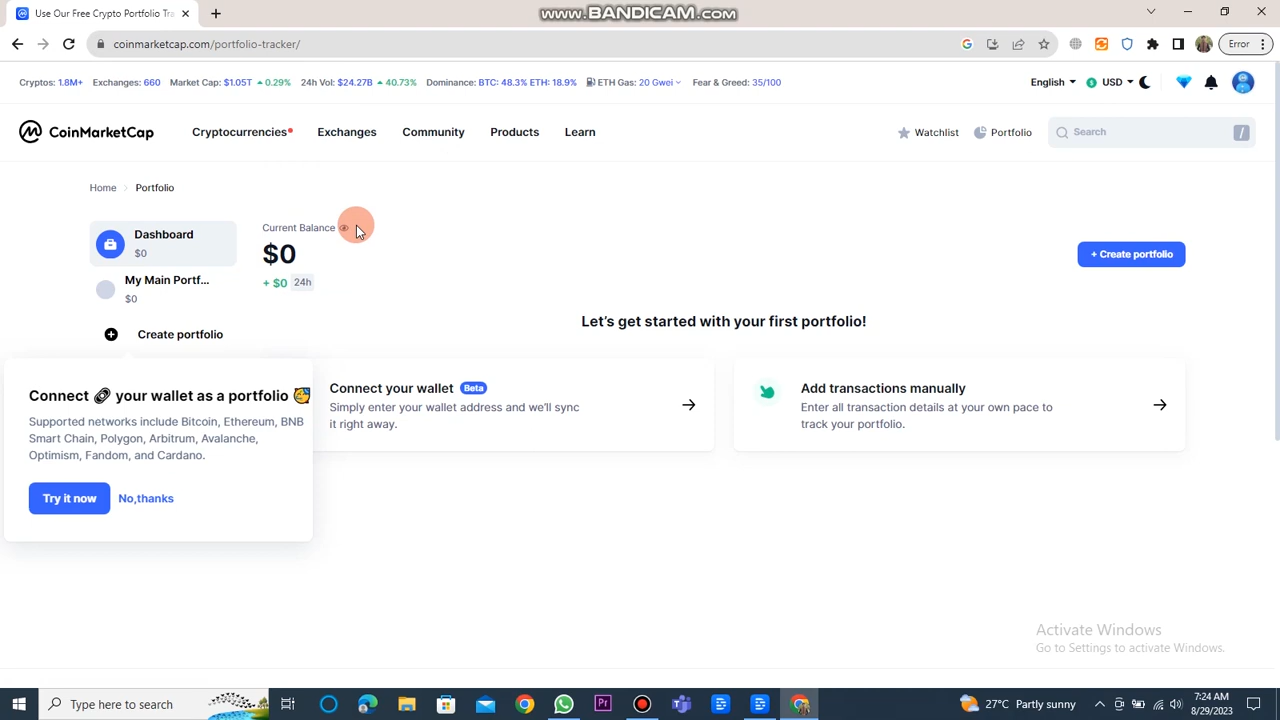 Use Our Free Crypto Portfolio Tra
www.BANDICAM.com
coinmarketcap.com/portfolio-tracker/
Error
Cryptos: 1.8M+ Exchanges: 660 Market Cap: $1.05T 0.29% 24h Vol: $24.27B 40.73% Dominance: BTC: 48.3% ETH: 18.9% ETH Gas: 20 Gwei Fear & Greed: 35/100 English USD
CoinMarketCap Cryptocurrencies Exchanges Community Products Learn Watchlist Portfolio Search /
Home Portfolio
Dashboard
$0
Current Balance
$0
+ $0 24h
+ Create portfolio
My Main Portf...
$0
Create portfolio
Let's get started with your first portfolio!
Connect your wallet as a portfolio
Supported networks include Bitcoin, Ethereum, BNB
Smart Chain, Polygon, Arbitrum, Avalanche,
Optimism, Fandom, and Cardano.
Try it now No,thanks
Connect your wallet Beta
Simply enter your wallet address and we'll sync
it right away.
Add transactions manually
Enter all transaction details at your own pace to
track your portfolio.
Activate Windows
Go to Settings to activate Windows.
Type here to search
Pr
27°C Partly sunny
7:24 AM
8/29/2023